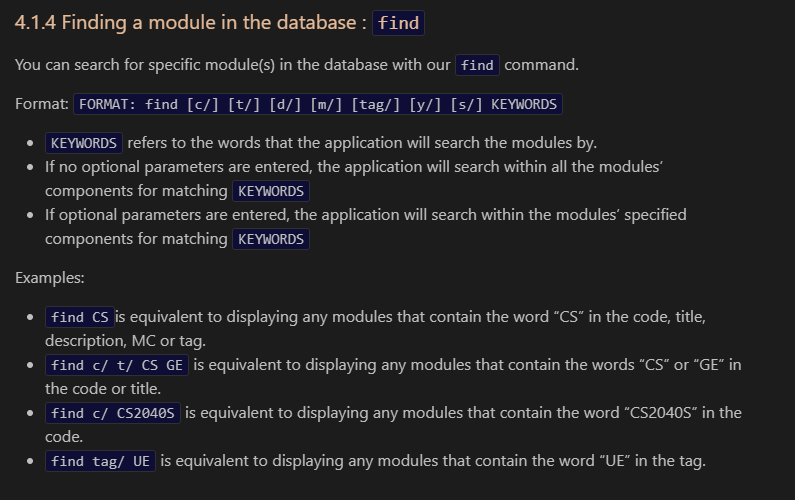 4.1.4 Finding a module in the database : find
You can search for specific module(s) in the database with our find command.
Format: FORMAT: find [c/] [t/] [d/] [m/] [tag/] [y/] [s/] KEYWORDS
• KEYWORDS refers to the words that the application will search the modules by.
• If no optional parameters are entered, the application will search within all the modules’
components for matching KEYWORDS
• If optional parameters are entered, the application will search within the modules’ specified
components for matching KEYWORDS
Examples:
• find CS is equivalent to displaying any modules that contain the word “CS” in the code, title,
description, MC or tag.
• find c/ t/ CS GE is equivalent to displaying any modules that contain the words “CS” or “GE” in
the code or title.
• find c/ CS2040S is equivalent to displaying any modules that contain the word “CS2040S” in the
code.
• find tag/ UE is equivalent to displaying any modules that contain the word “UE” in the tag.